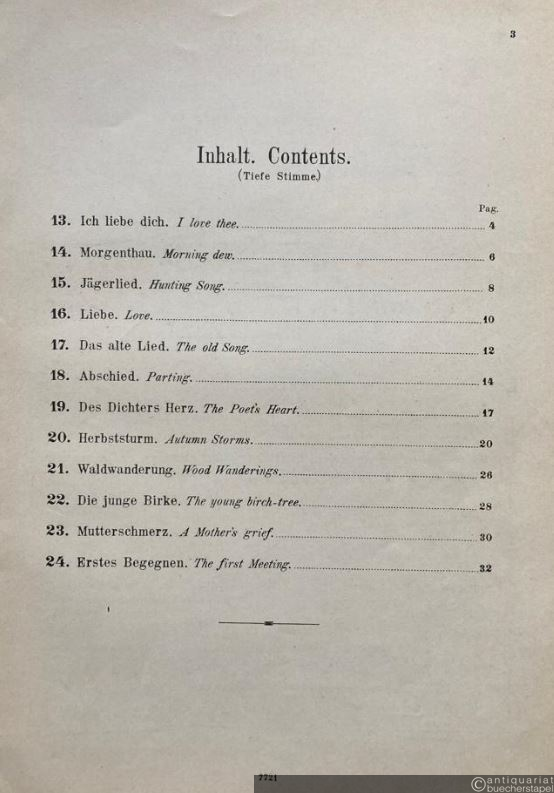 3
Inhalt. Contents.
(Tiefe Stimme.)
Pag.
13. Ich liebe dich. I love thee. 4
14. Morgenthau. Morning dew. 6
15. Jägerlied. Hunting Song. 8
16. Liebe. Love. 10
17. Das alte Lied. The old Song. 12
18. Abschied. Parting. 14
19. Des Dichters Herz. The Poet's Heart. 17
20. Herbststurm. Autumn Storms. 20
21. Waldwanderung. Wood Wanderings. 26
22. Die junge Birke. The young birch-tree. 28
23. Mutterschmerz. A Mother's grief. 30
24. Erstes Begegnen. The first Meeting. 32
7721
© antiquariat
buecherstapel